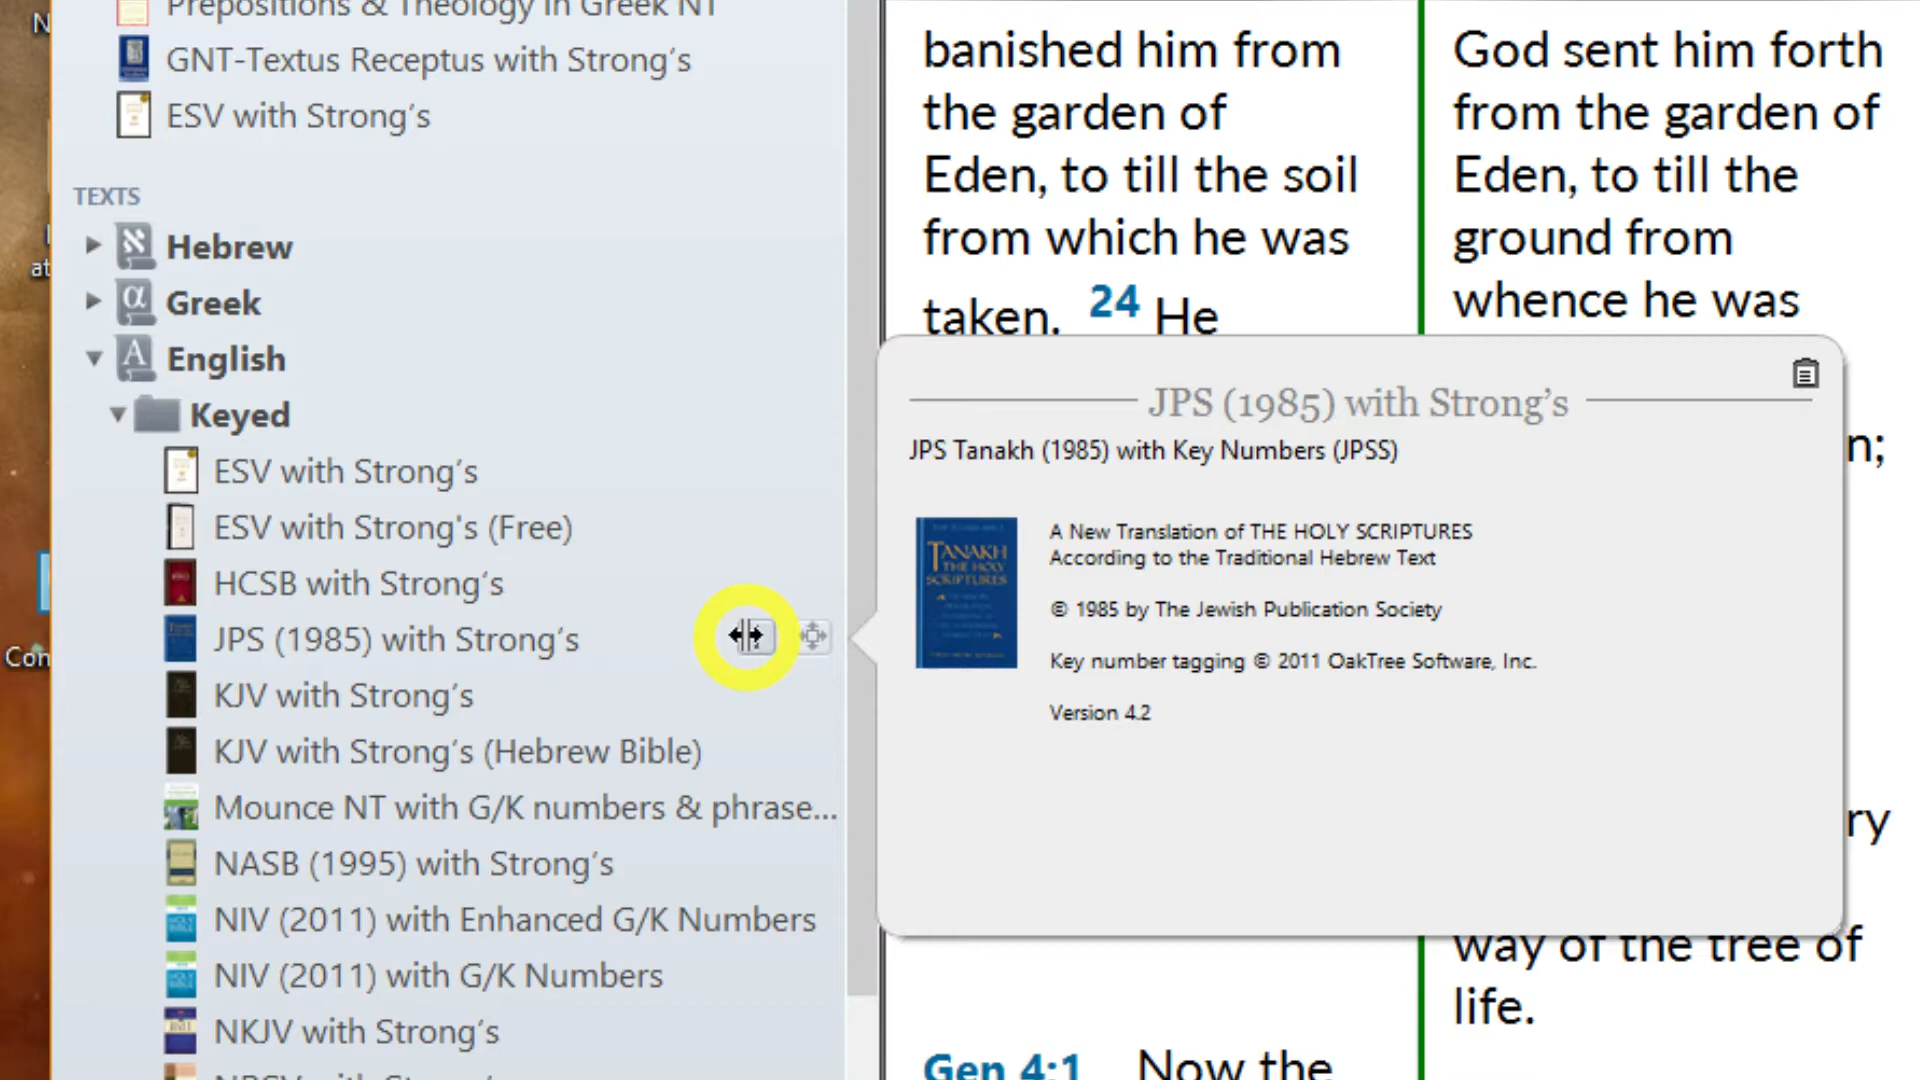 Prepositions & Theology in Greek NT
GNT-Textus Receptus with Strong's
ESV with Strong's
TEXTS
Hebrew
Greek
English
Keyed
ESV with Strong's
ESV with Strong's (Free)
HCSB with Strong's
JPS (1985) with Strong's
KJV with Strong's
KJV with Strong's (Hebrew Bible)
Mounce NT with G/K numbers & phrase...
NASB (1995) with Strong's
NIV (2011) with Enhanced G/K Numbers
NIV (2011) with G/K Numbers
NKJV with Strong's
banished him from
the garden of
Eden, to till the soil
from which he was
taken. 24 He
Gen 4:1 Now the
God sent him forth
from the garden of
Eden, to till the
ground from
whence he was
n;
ry
way of the tree of
life.
JPS (1985) with Strong's
JPS Tanakh (1985) with Key Numbers (JPSS)
TANAKH
THE HOLY
SCRIPTURES
A New Translation of THE HOLY SCRIPTURES
According to the Traditional Hebrew Text
© 1985 by The Jewish Publication Society
Key number tagging © 2011 OakTree Software, Inc.
Version 4.2
at
Con